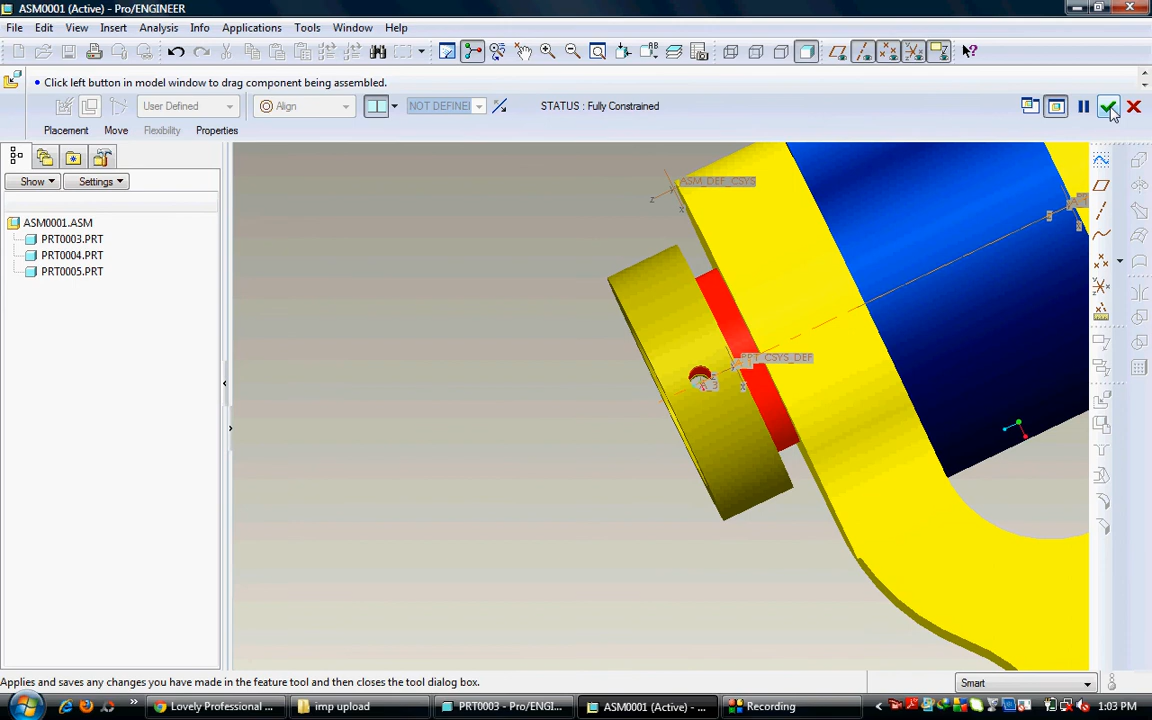 ASM0001 (Active) - Pro/ENGINEER
File Edit View Insert Analysis Info Applications Tools Window Help
Click left button in model window to drag component being assembled.
User Defined Align NOT DEFINE STATUS : Fully Constrained
Placement Move Flexibility Properties
Show Settings
ASM0001.ASM
PRT0003.PRT
PRT0004.PRT
PRT0005.PRT
ASM_DEF_CSYS
z
x
PRT_CSYS_DEF
x
Applies and saves any changes you have made in the feature tool and then closes the tool dialog box.
Smart
Lovely Professional ... imp upload PRT0003 - Pro/ENGI... ASM0001 (Active) - ... Recording 1:03 PM